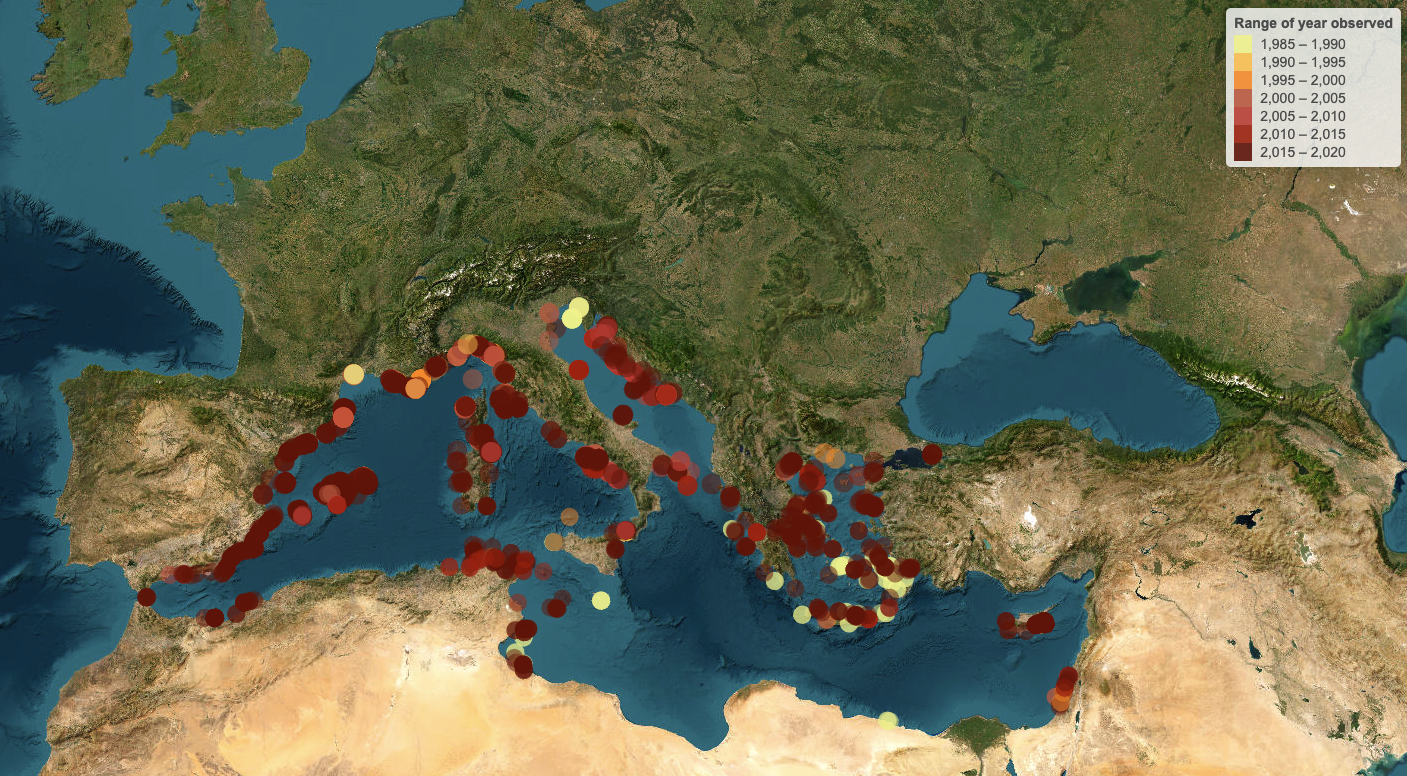 Range of year observed
1,985 – 1,990
1,990 – 1,995
1,995 – 2,000
2,000 – 2,005
2,005 – 2,010
2,010 – 2,015
2,015 – 2,020